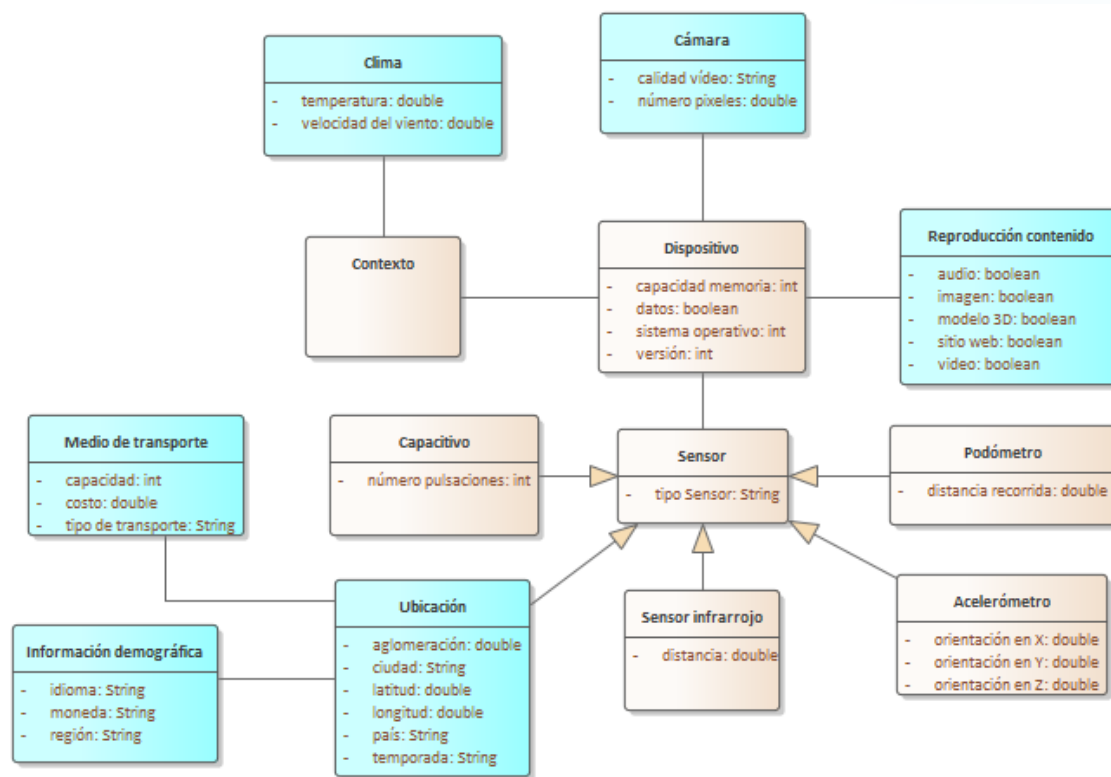 Clima
- temperatura: double
- velocidad del viento: double
Cámara
- calidad vídeo: String
- número pixeles: double
Contexto
Dispositivo
- capacidad memoria: int
- datos: boolean
- sistema operativo: int
- versión: int
Reproducción contenido
- audio: boolean
- imagen: boolean
- modelo 3D: boolean
- sitio web: boolean
- video: boolean
Medio de transporte
- capacidad: int
- costo: double
- tipo de transporte: String
Capacitivo
- número pulsaciones: int
Sensor
- tipo Sensor: String
Podómetro
- distancia recorrida: double
Información demográfica
- idioma: String
- moneda: String
- región: String
Ubicación
- aglomeración: double
- ciudad: String
- latitud: double
- longitud: double
- país: String
- temporada: String
Sensor infrarrojo
- distancia: double
Acelerómetro
- orientación en X: double
- orientación en Y: double
- orientación en Z: double